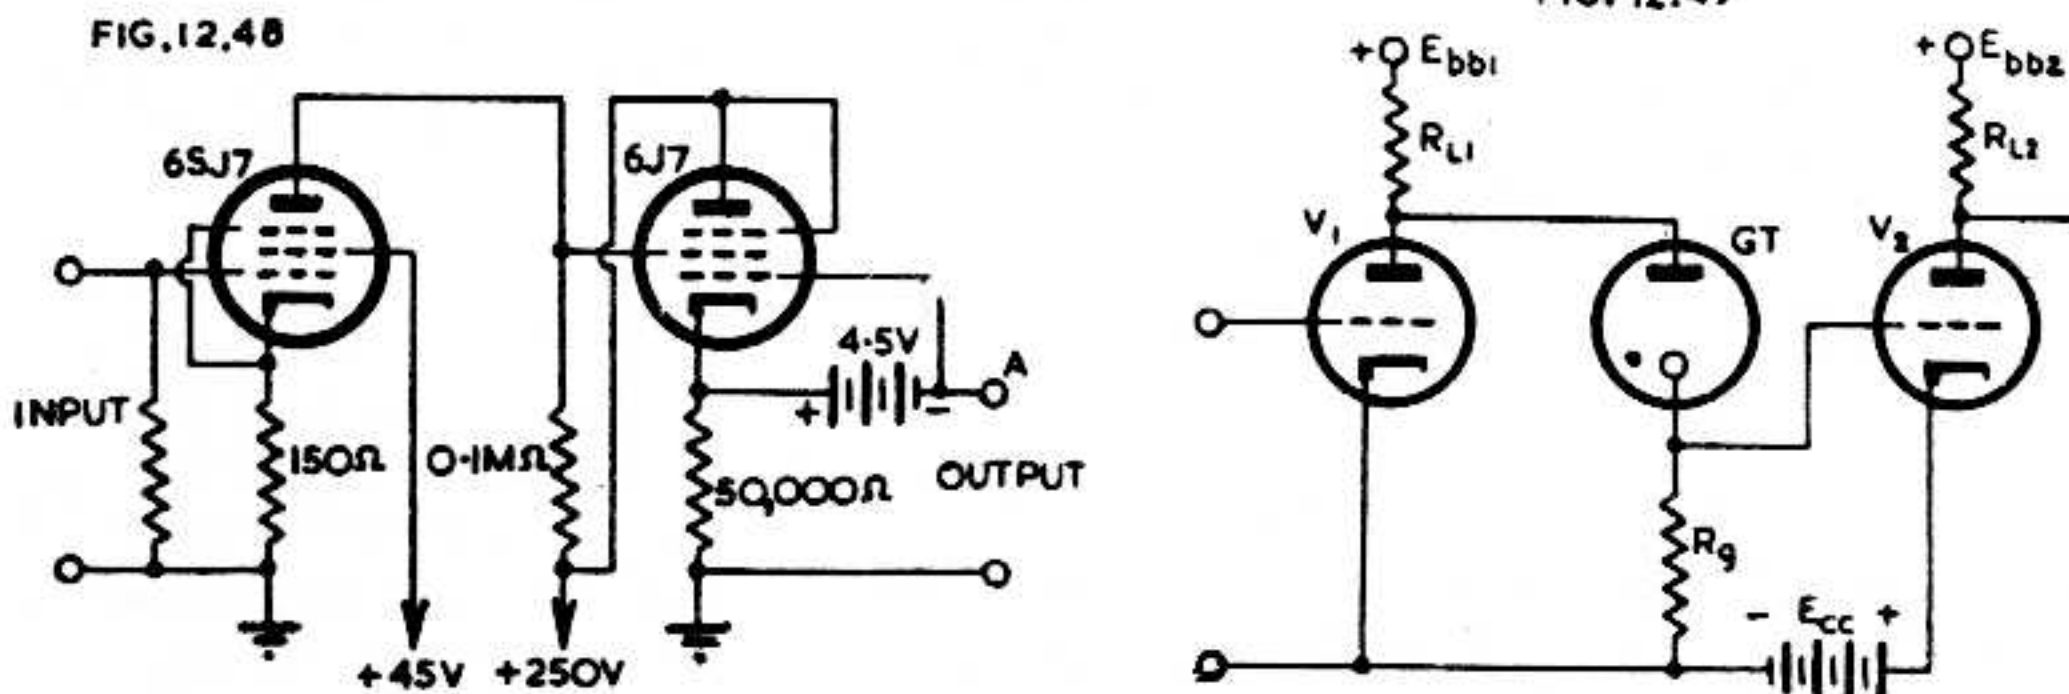 FIG.12.48
6SJ7
6J7
4·5V
+
-
A
INPUT
150Ω
0·1MΩ
50,000Ω
OUTPUT
+45V
+250V
+
Ebb1
RL1
V1
GT
+
Ebb2
RL2
V2
Rg
- Ecc +